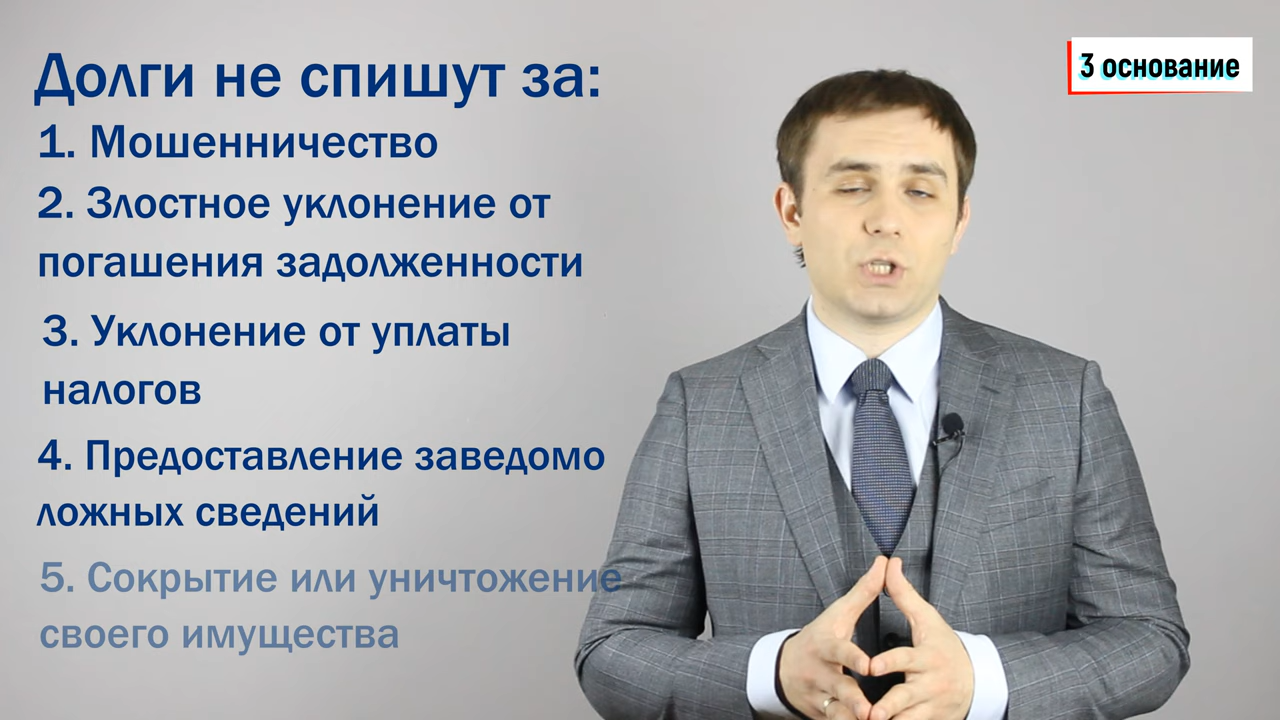 Долги не спишут за:
1. Мошенничество
2. Злостное уклонение от
погашения задолженности
3. Уклонение от уплаты
налогов
4. Предоставление заведомо
ложных сведений
5. Сокрытие или уничтожение
своего имущества
3 основание